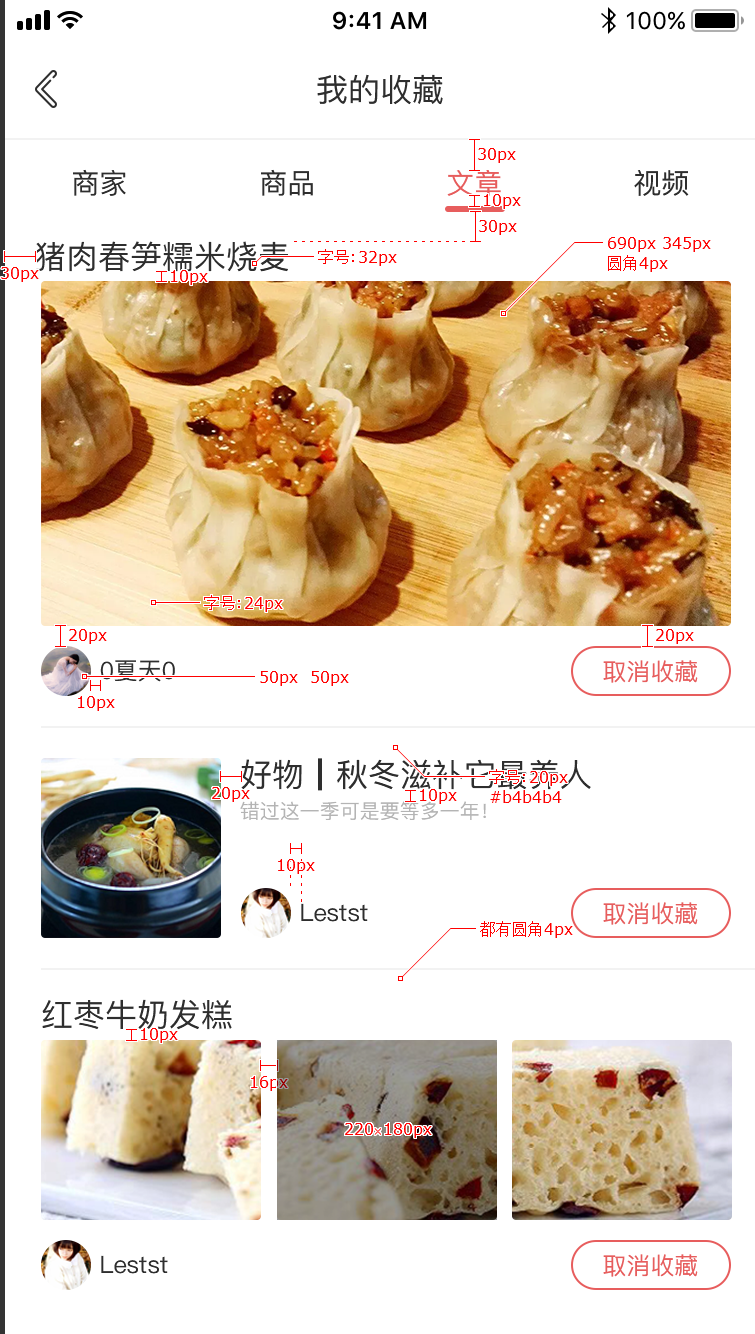 9:41 AM 100%
我的收藏
30px
商家 商品 文章 视频
10px
30px
猪肉春笋糯米烧麦 字号:32px 690px 345px
圆角4px
30px 10px
字号:24px
20px 20px
0夏天0 取消收藏
50px 50px
10px
好物丨秋冬滋补它最养人
字号:20px
20px 10px #b4b4b4
错过这一季可是要等多一年!
10px
Letst 取消收藏
都有圆角4px
红枣牛奶发糕
10px
16px
220×180px
Letst 取消收藏